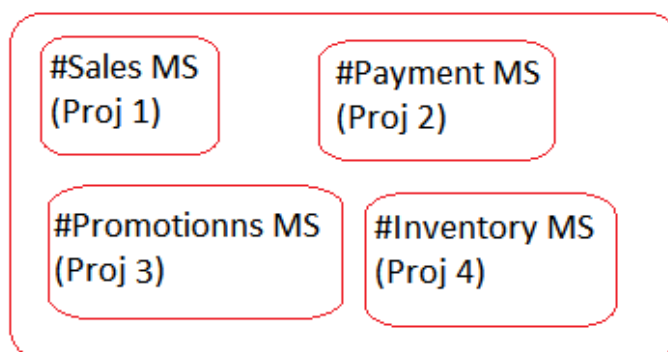 #Sales MS
(Proj 1)
#Payment MS
(Proj 2)
#Promotionns MS
(Proj 3)
#Inventory MS
(Proj 4)